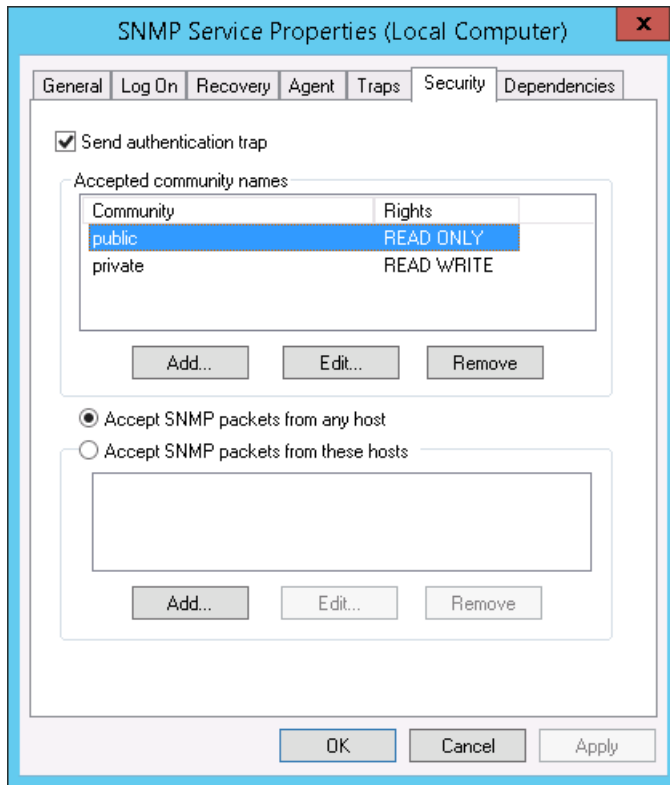 SNMP Service Properties (Local Computer)
x
General Log On Recovery Agent Traps Security Dependencies
Send authentication trap
Accepted community names
Community Rights
public READ ONLY
private READ WRITE
Add... Edit... Remove
Accept SNMP packets from any host
Accept SNMP packets from these hosts
Add... Edit... Remove
OK Cancel Apply